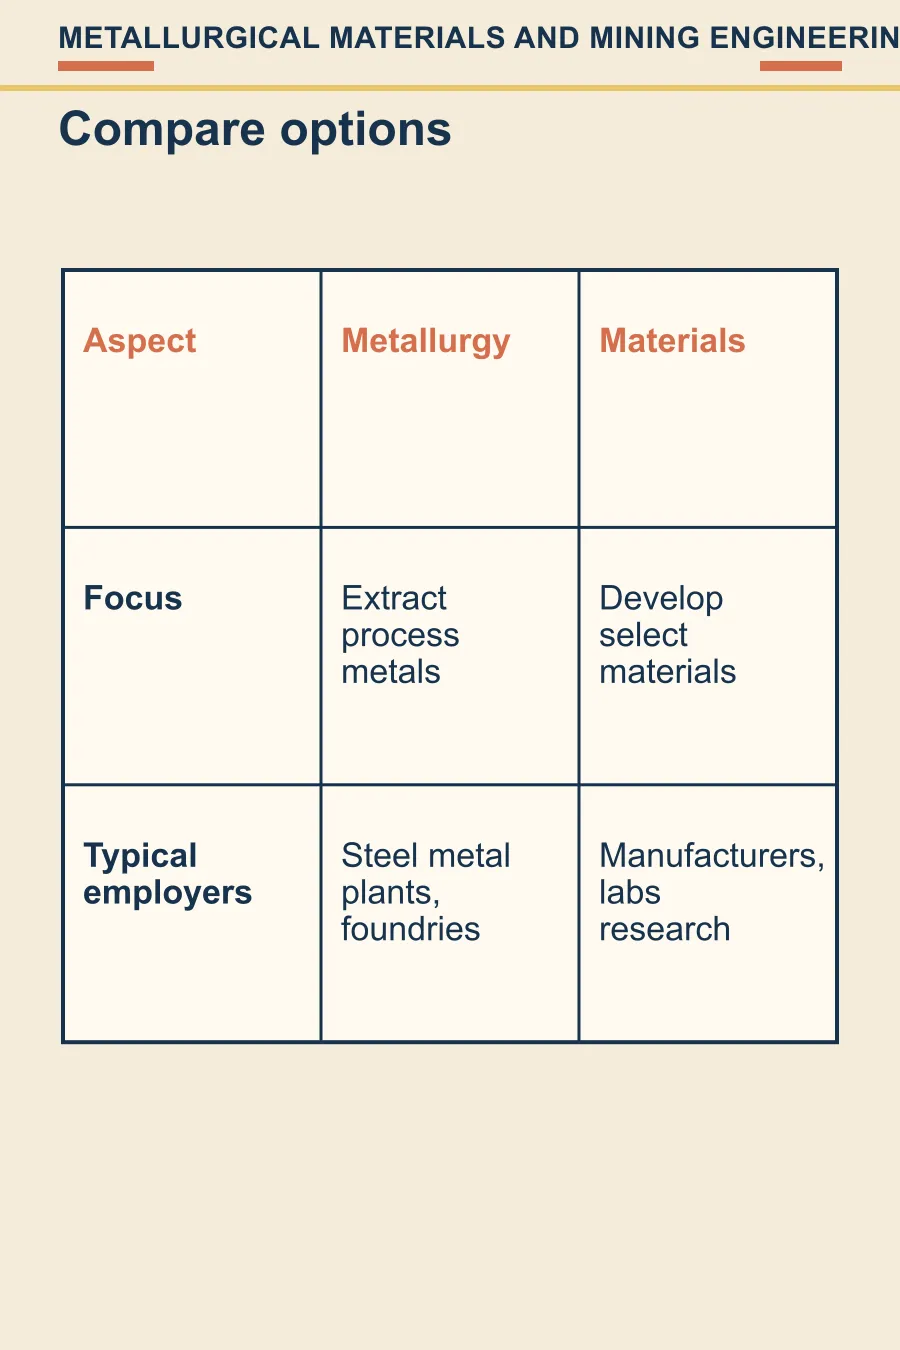 METALLURGICAL MATERIALS AND MINING ENGINEERIN
Compare options
Aspect
Metallurgy
Materials
Focus
Extract
process
metals
Develop
select
materials
Typical
employers
Steel metal
plants,
foundries
Manufacturers,
labs
research